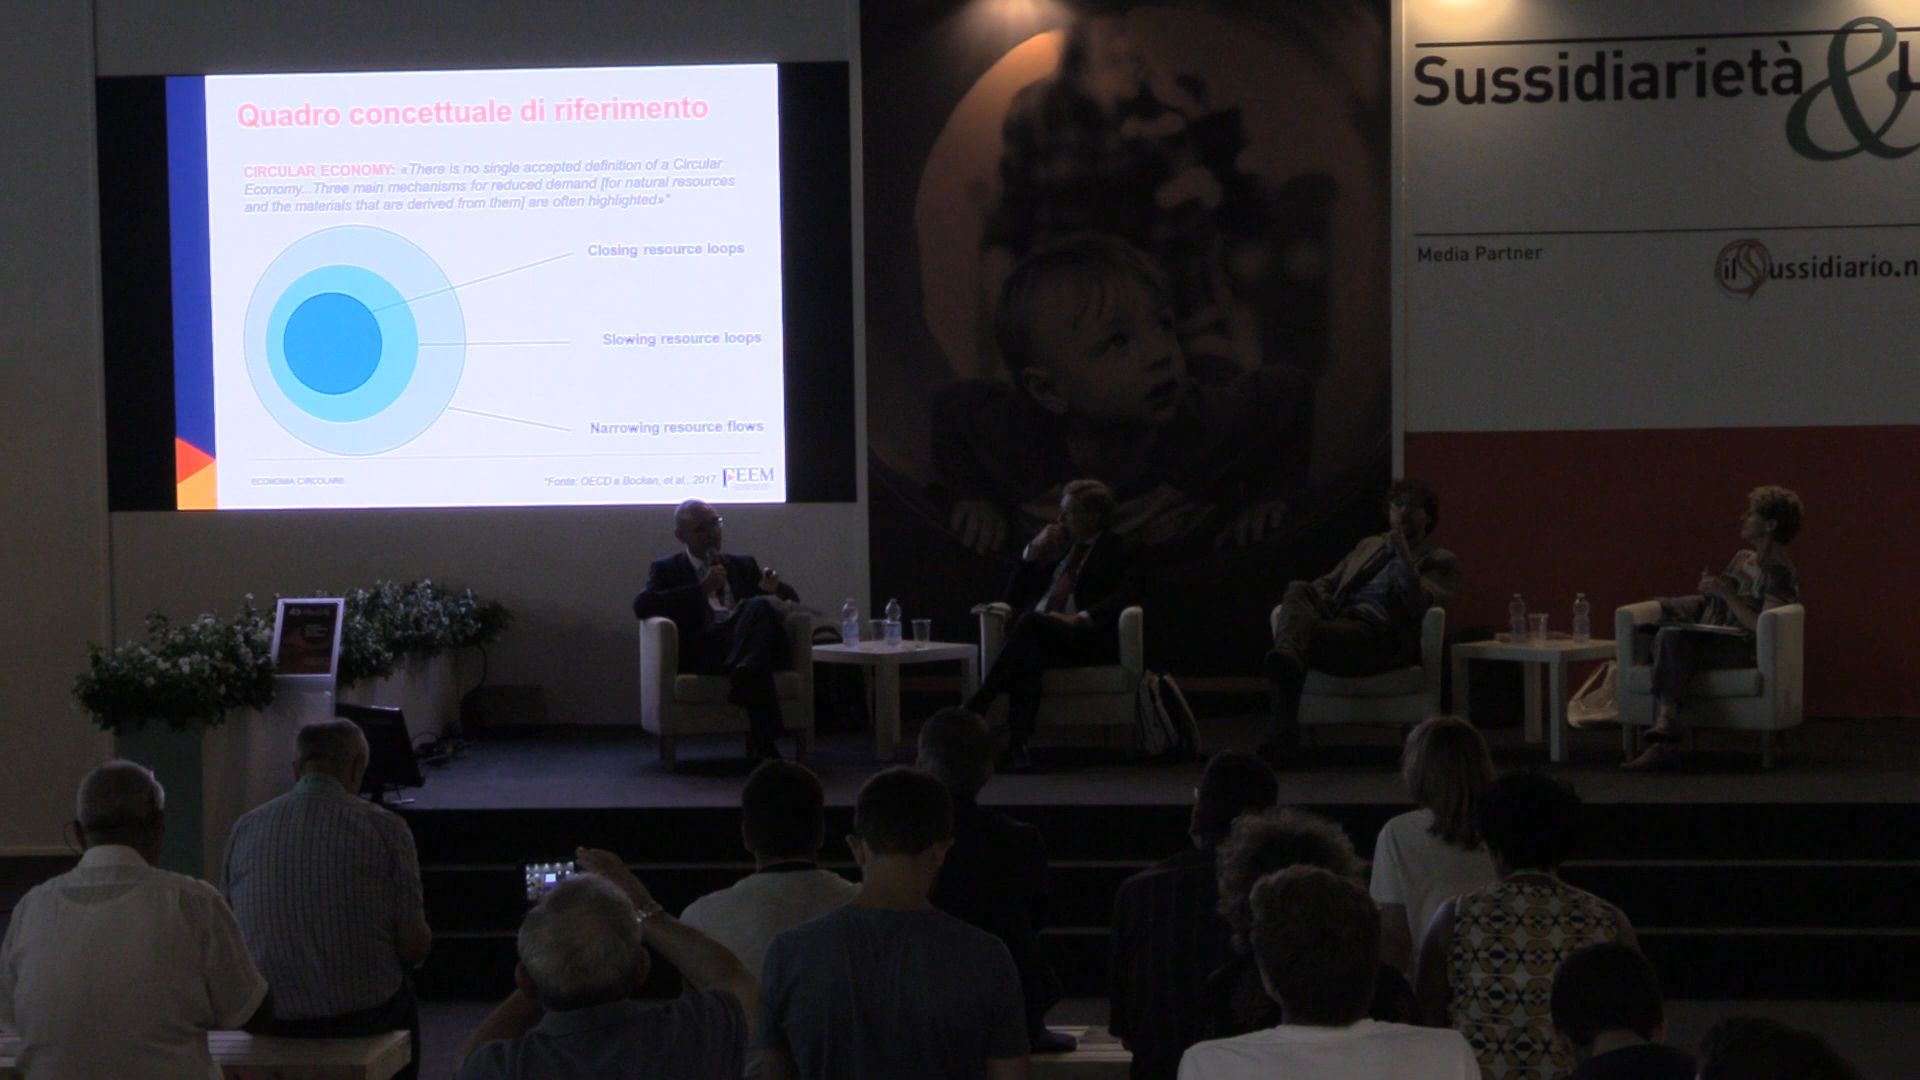 Quadro concettuale di riferimento
CIRCULAR ECONOMY: «There is no single accepted definition of a Circular
Economy...Three main mechanisms for reduced demand [for natural resources
and the materials that are derived from them] are often highlighted»*
Closing resource loops
Slowing resource loops
Narrowing resource flows
ECONOMIA CIRCOLARE
*Fonte: OECD e Bocken, et al., 2017
FEEM
Sussidiarietà & L
Media Partner
ilSussidiario.n